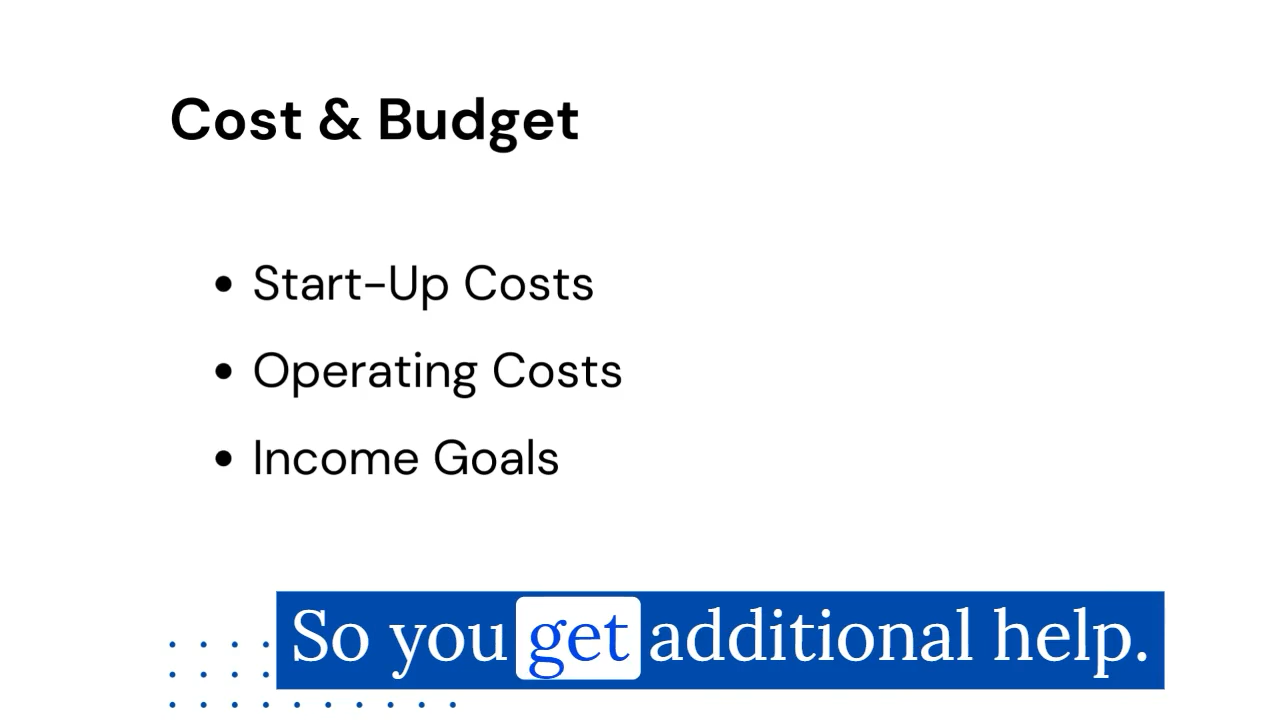 Cost & Budget
• Start-Up Costs
• Operating Costs
• Income Goals
So you get additional help.